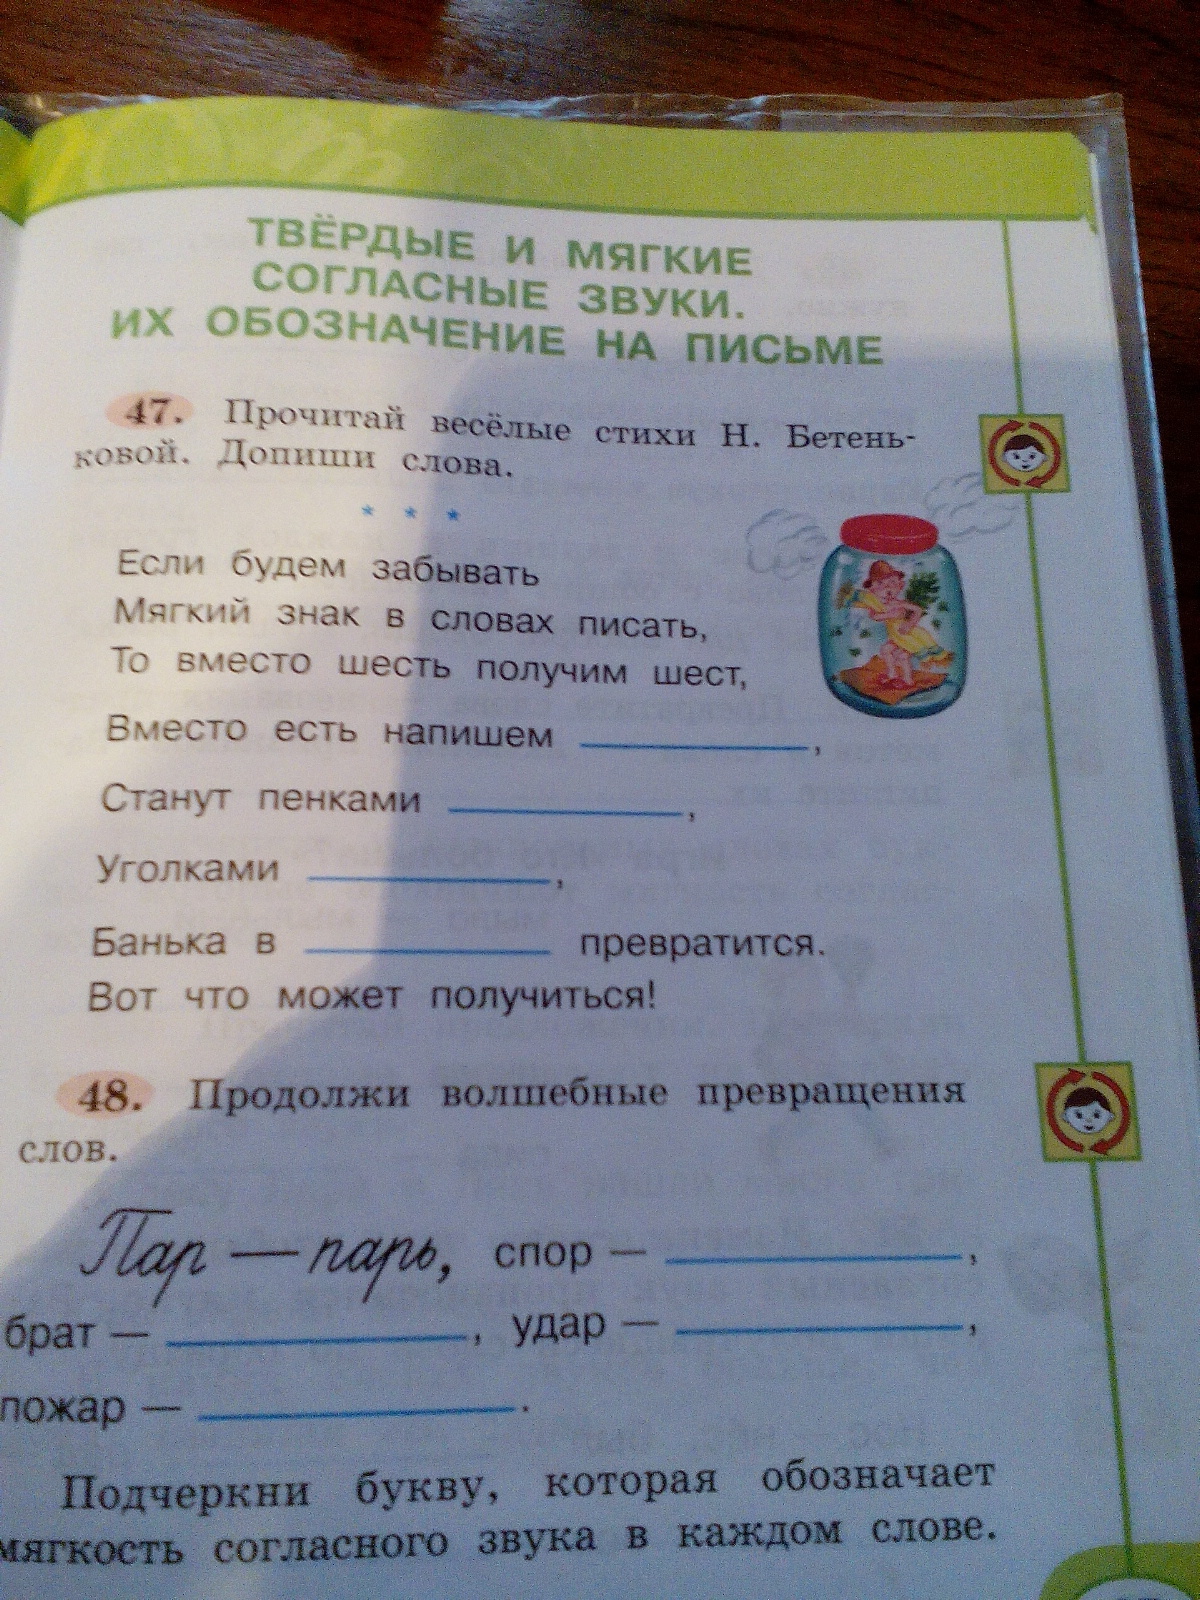 ТВЁРДЫЕ И МЯГКИЕ
СОГЛАСНЫЕ ЗВУКИ.
ИХ ОБОЗНАЧЕНИЕ НА ПИСЬМЕ
47. Прочитай весёлые стихи Н. Бетень-
ковой. Допиши слова.
* * *
Если будем забывать
Мягкий знак в словах писать,
То вместо шесть получим шест,
Вместо есть напишем ,
Станут пенками ,
Уголками ,
Банька в превратится.
Вот что может получиться!
48. Продолжи волшебные превращения
слов.
Пар — парь, спор — ,
брат — , удар — ,
пожар — .
Подчеркни букву, которая обозначает
мягкость согласного звука в каждом слове.